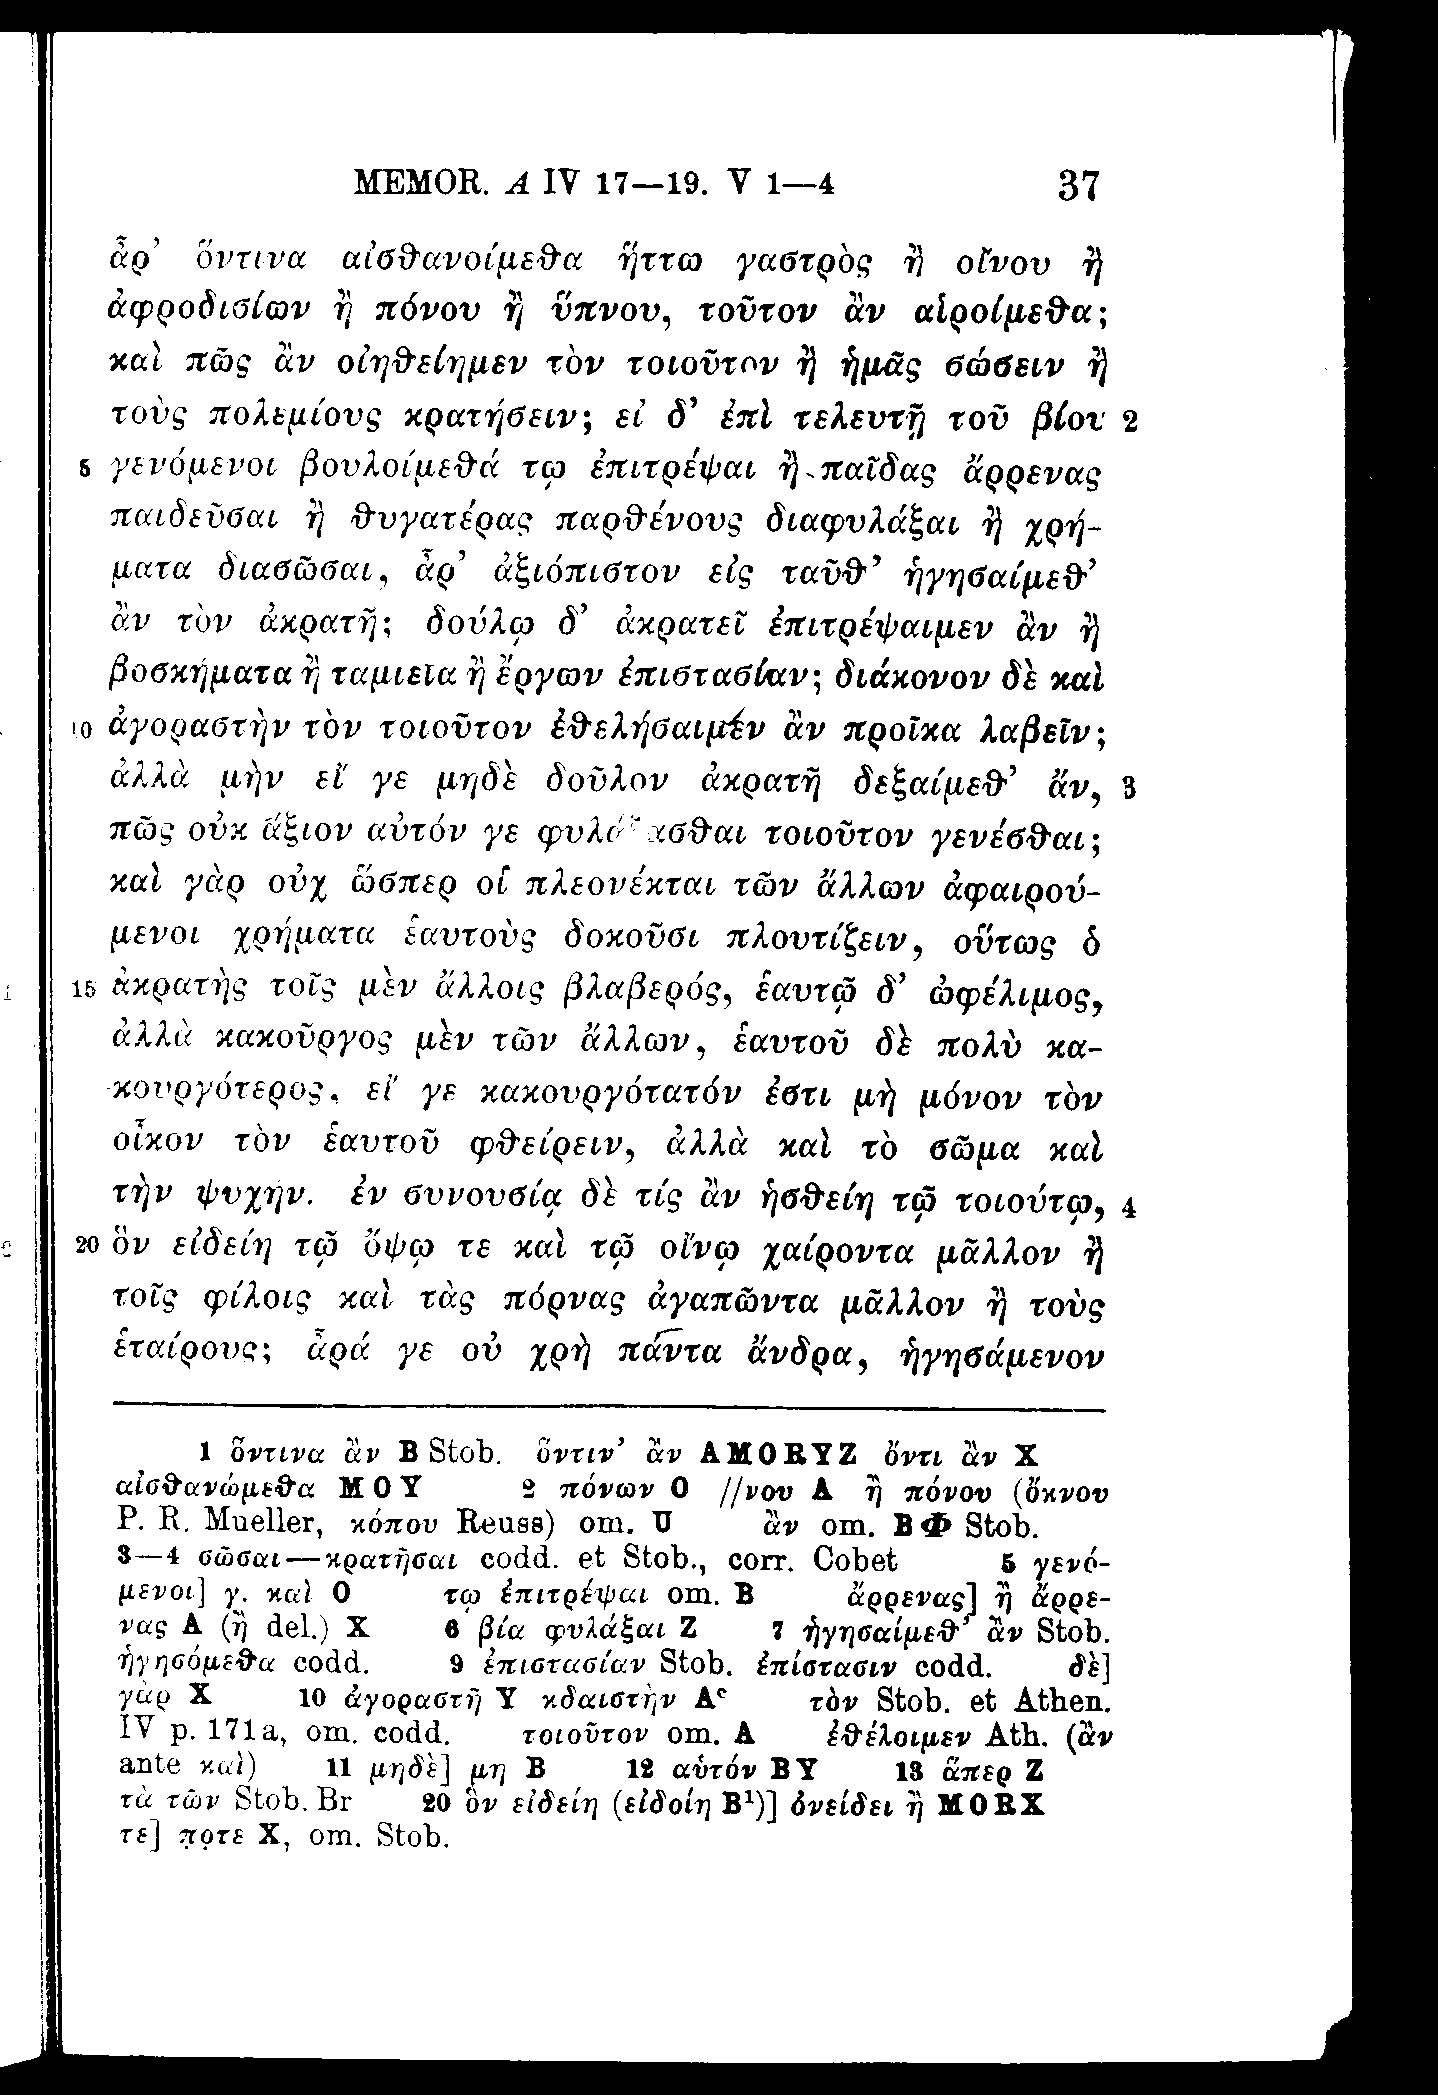 MEMOR. A IV 17—19. V 1—4 37
ἆρ’ ὅντινα αἰσθανοίμεθα ἥττω γαστρὸς ἢ οἴνου ἢ
ἀφροδισίων ἢ πόνου ἢ ὕπνου, τοῦτον ἂν αἱροίμεθα;
καὶ πῶς ἂν οἰηθείημεν τὸν τοιοῦτον ἢ ἡμᾶς σώσειν ἢ
τοὺς πολεμίους κρατήσειν; εἰ δ’ ἐπὶ τελευτῇ τοῦ βίου 2
5 γενόμενοι βουλοίμεθά τῳ ἐπιτρέψαι ἢ παῖδας ἄρρενας
παιδεῦσαι ἢ θυγατέρας παρθένους διαφυλάξαι ἢ χρή-
ματα διασῶσαι, ἆρ’ ἀξιόπιστον εἰς ταῦθ’ ἡγησαίμεθ’
ἂν τὸν ἀκρατῆ; δούλῳ δ’ ἀκρατεῖ ἐπιτρέψαιμεν ἂν ἢ
βοσκήματα ἢ ταμιεῖα ἢ ἔργων ἐπιστασίαν; διάκονον δὲ καὶ
10 ἀγοραστὴν τὸν τοιοῦτον ἐθελήσαιμεν ἂν προῖκα λαβεῖν;
ἀλλὰ μὴν εἴ γε μηδὲ δοῦλον ἀκρατῆ δεξαίμεθ’ ἄν, 3
πῶς οὐκ ἄξιον αὐτόν γε τοιοῦτον γενέσθαι;
καὶ γὰρ οὐχ ὥσπερ οἱ πλεονέκται τῶν ἄλλων ἀφαιρού-
μενοι χρήματα ἑαυτοὺς δοκοῦσι πλουτίζειν, οὕτως ὁ
15 ἀκρατὴς τοῖς μὲν ἄλλοις βλαβερός, ἑαυτῷ δ’ ὠφέλιμος,
ἀλλὰ κακοῦργος μὲν τῶν ἄλλων, ἑαυτοῦ δὲ πολὺ κα-
κουργότερος, εἴ γε κακουργότατόν ἐστι μὴ μόνον τὸν
οἶκον τὸν ἑαυτοῦ φθείρειν, ἀλλὰ καὶ τὸ σῶμα καὶ
τὴν ψυχήν. ἐν συνουσίᾳ δὲ τίς ἂν ἡσθείη τῷ τοιούτῳ, 4
20 ὃν εἰδείη τῷ ὄψῳ τε καὶ τῷ οἴνῳ χαίροντα μᾶλλον ἢ
τοῖς φίλοις καὶ τὰς πόρνας ἀγαπῶντα μᾶλλον ἢ τοὺς
ἑταίρους; ἆρά γε οὐ χρὴ πάντα ἄνδρα, ἡγησάμενον
1 ὅντινα ἂν B Stob. ὅντιν’ ἂν AMORYZ ὄντι ἂν X
αἰσθανώμεθα MOY 2 πόνων O //νου A ἢ πόνου (ὄκνου
P. R. Mueller, κόπου Reuss) om. U ἂν om. BΦ Stob.
3—4 σῶσαι—κρατῆσαι codd. et Stob., corr. Cobet 5 γενό-
μενοι] γ. καὶ O τῳ ἐπιτρέψαι om. B ἄρρενας] ἢ ἄρρε-
νας A (ἢ del.) X 6 βία φυλάξαι Z 7 ἡγησαίμεθ’ ἂν Stob.
ἡγησόμεθα codd. 9 ἐπιστασίαν Stob. ἐπίστασιν codd. δὲ]
γὰρ X 10 ἀγοραστῆ Y κδαιστὴν Aᶜ τὸν Stob. et Athen.
IV p. 171a, om. codd. τοιοῦτον om. A ἐθέλοιμεν Ath. (ἂν
ante καὶ) 11 μηδὲ] μη B 12 αὑτόν BY 13 ἅπερ Z
τὰ τῶν Stob. Br 20 ὃν εἰδείη (εἰδοίη B¹)] ὀνείδει ἢ MORX
τε] ποτε X, om. Stob.